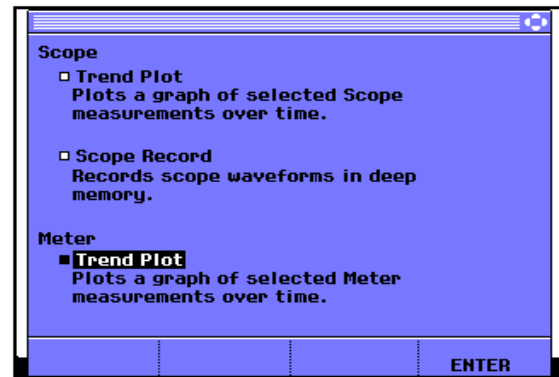 Scope
Trend Plot
Plots a graph of selected Scope
measurements over time.
Scope Record
Records scope waveforms in deep
memory.
Meter
Trend Plot
Plots a graph of selected Meter
measurements over time.
ENTER